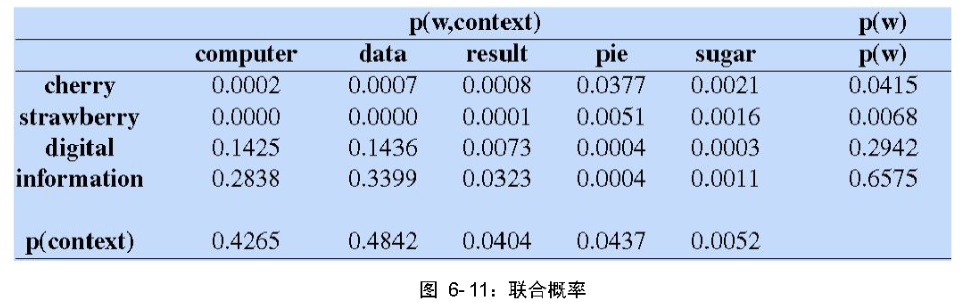 p(w,context) p(w)
computer data result pie sugar p(w)
cherry 0.0002 0.0007 0.0008 0.0377 0.0021 0.0415
strawberry 0.0000 0.0000 0.0001 0.0051 0.0016 0.0068
digital 0.1425 0.1436 0.0073 0.0004 0.0003 0.2942
information 0.2838 0.3399 0.0323 0.0004 0.0011 0.6575
p(context) 0.4265 0.4842 0.0404 0.0437 0.0052
图 6-11：联合概率